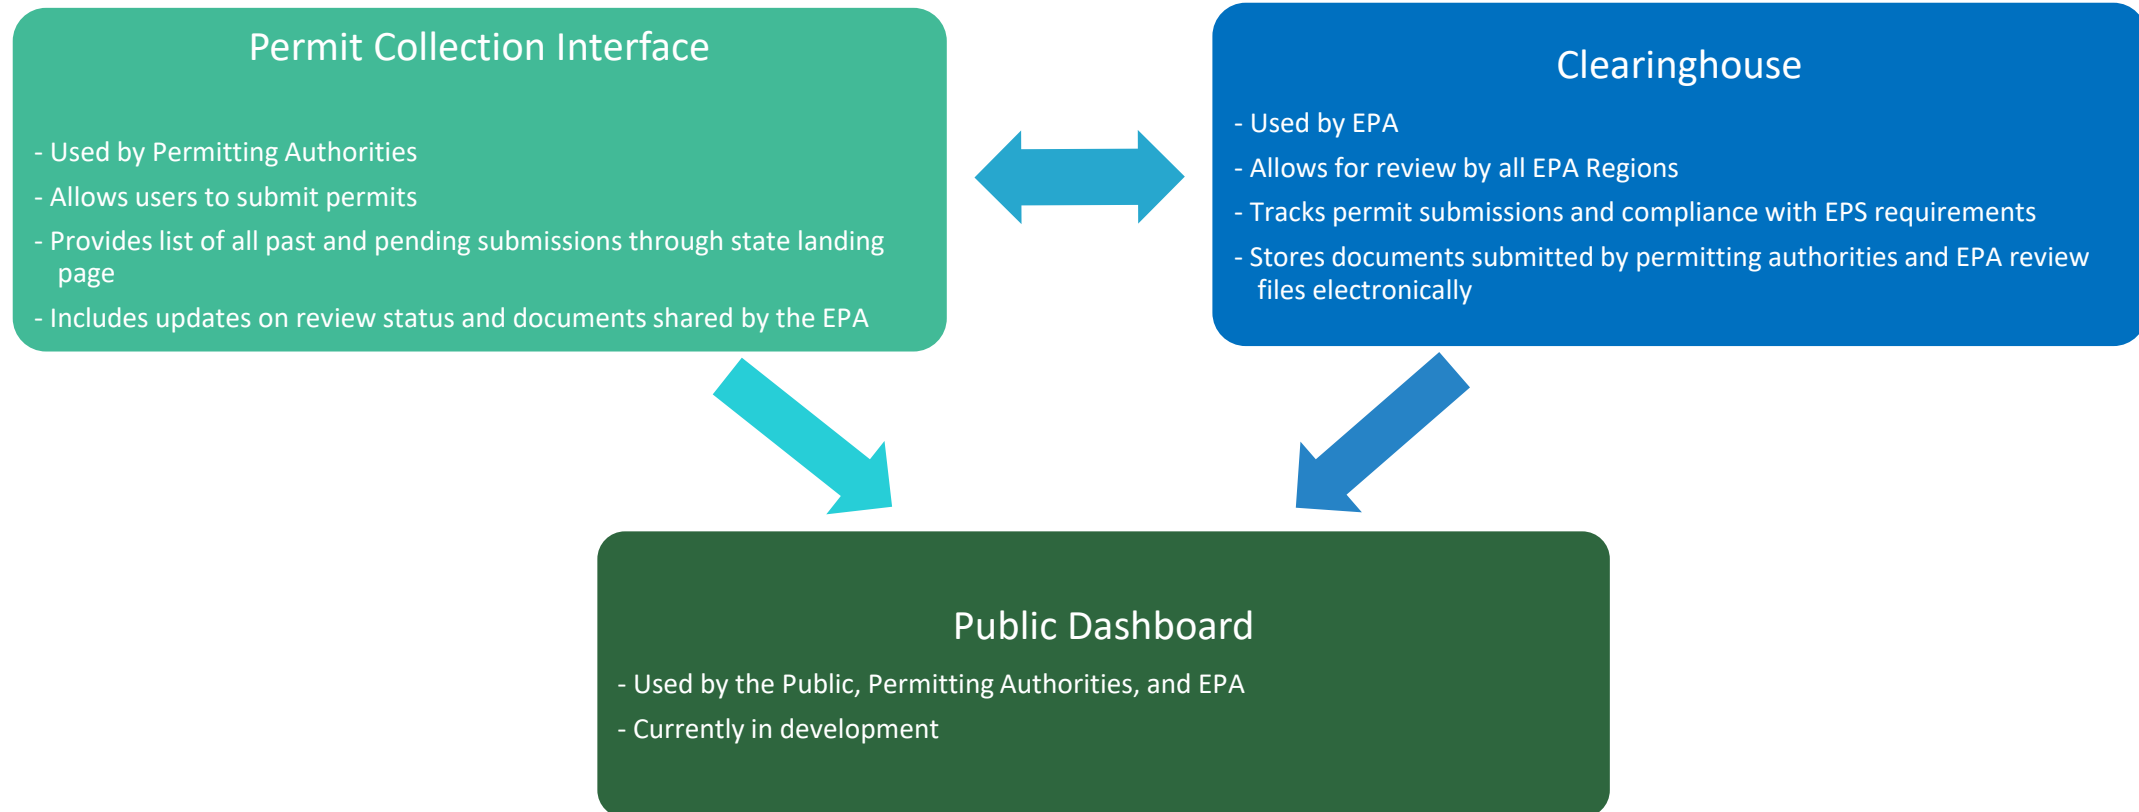 Permit Collection Interface
- Used by Permitting Authorities
- Allows users to submit permits
- Provides list of all past and pending submissions through state landing
page
- Includes updates on review status and documents shared by the EPA
Clearinghouse
- Used by EPA
- Allows for review by all EPA Regions
- Tracks permit submissions and compliance with EPS requirements
- Stores documents submitted by permitting authorities and EPA review
files electronically
Public Dashboard
- Used by the Public, Permitting Authorities, and EPA
- Currently in development